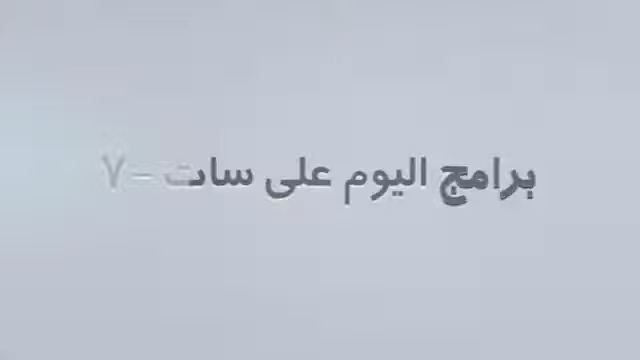 برامج اليوم على سات - ٧